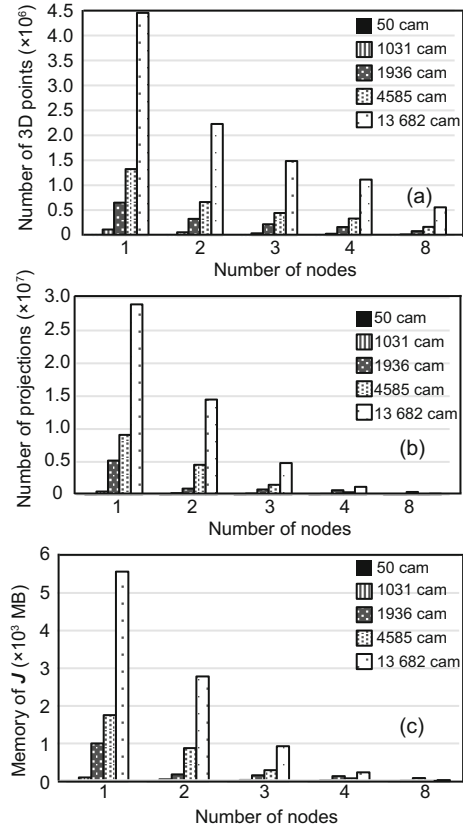 Number of 3D points (×10⁶)
4.5
4.0
3.5
3.0
2.5
2.0
1.5
1.0
0.5
0
50 cam
1031 cam
1936 cam
4585 cam
13 682 cam
(a)
1 2 3 4 8
Number of nodes
Number of projections (×10⁷)
3.0
2.5
2.0
1.5
1.0
0.5
0
50 cam
1031 cam
1936 cam
4585 cam
13 682 cam
(b)
1 2 3 4 8
Number of nodes
Memory of J (×10³ MB)
6
5
4
3
2
1
0
50 cam
1031 cam
1936 cam
4585 cam
13 682 cam
(c)
1 2 3 4 8
Number of nodes